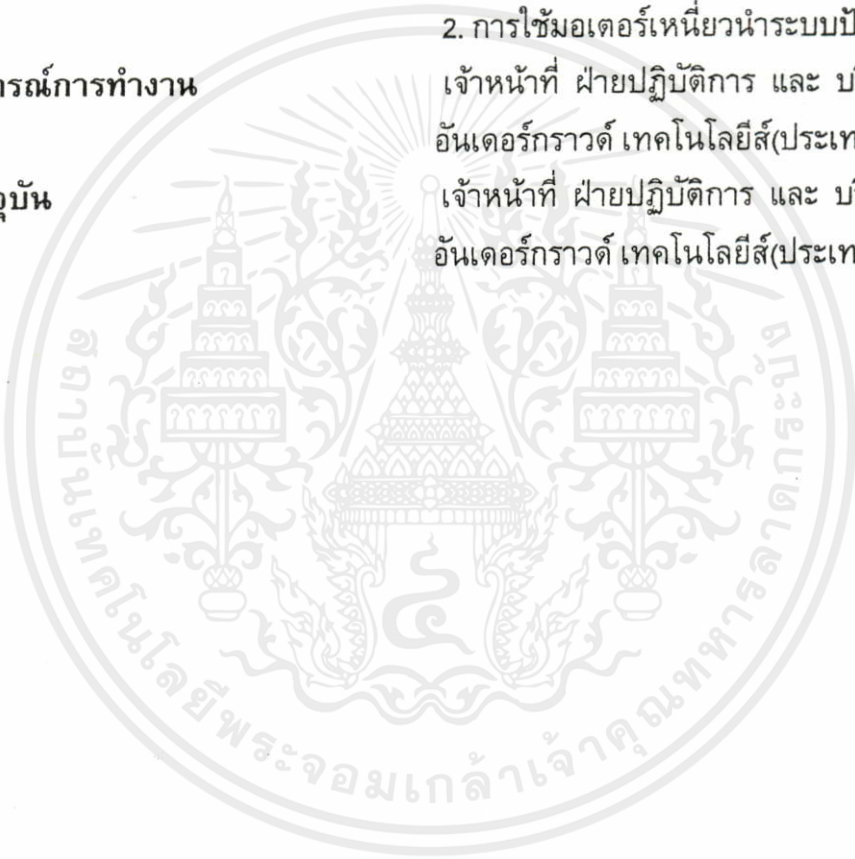 2. การใช้มอเตอร์เหนี่ยวนำระบบ
ารณ์การทำงาน เจ้าหน้าที่ ฝ่ายปฏิบัติการ และ
อันเดอร์กราวด์ เทคโนโลยีส์(ประเท
จุบัน เจ้าหน้าที่ ฝ่ายปฏิบัติการ และ
อันเดอร์กราวด์ เทคโนโลยีส์(ประเท
สถาบันเทคโนโลยีพระจอมเกล้าเจ้าคุณทหารลาดกระบัง
๔